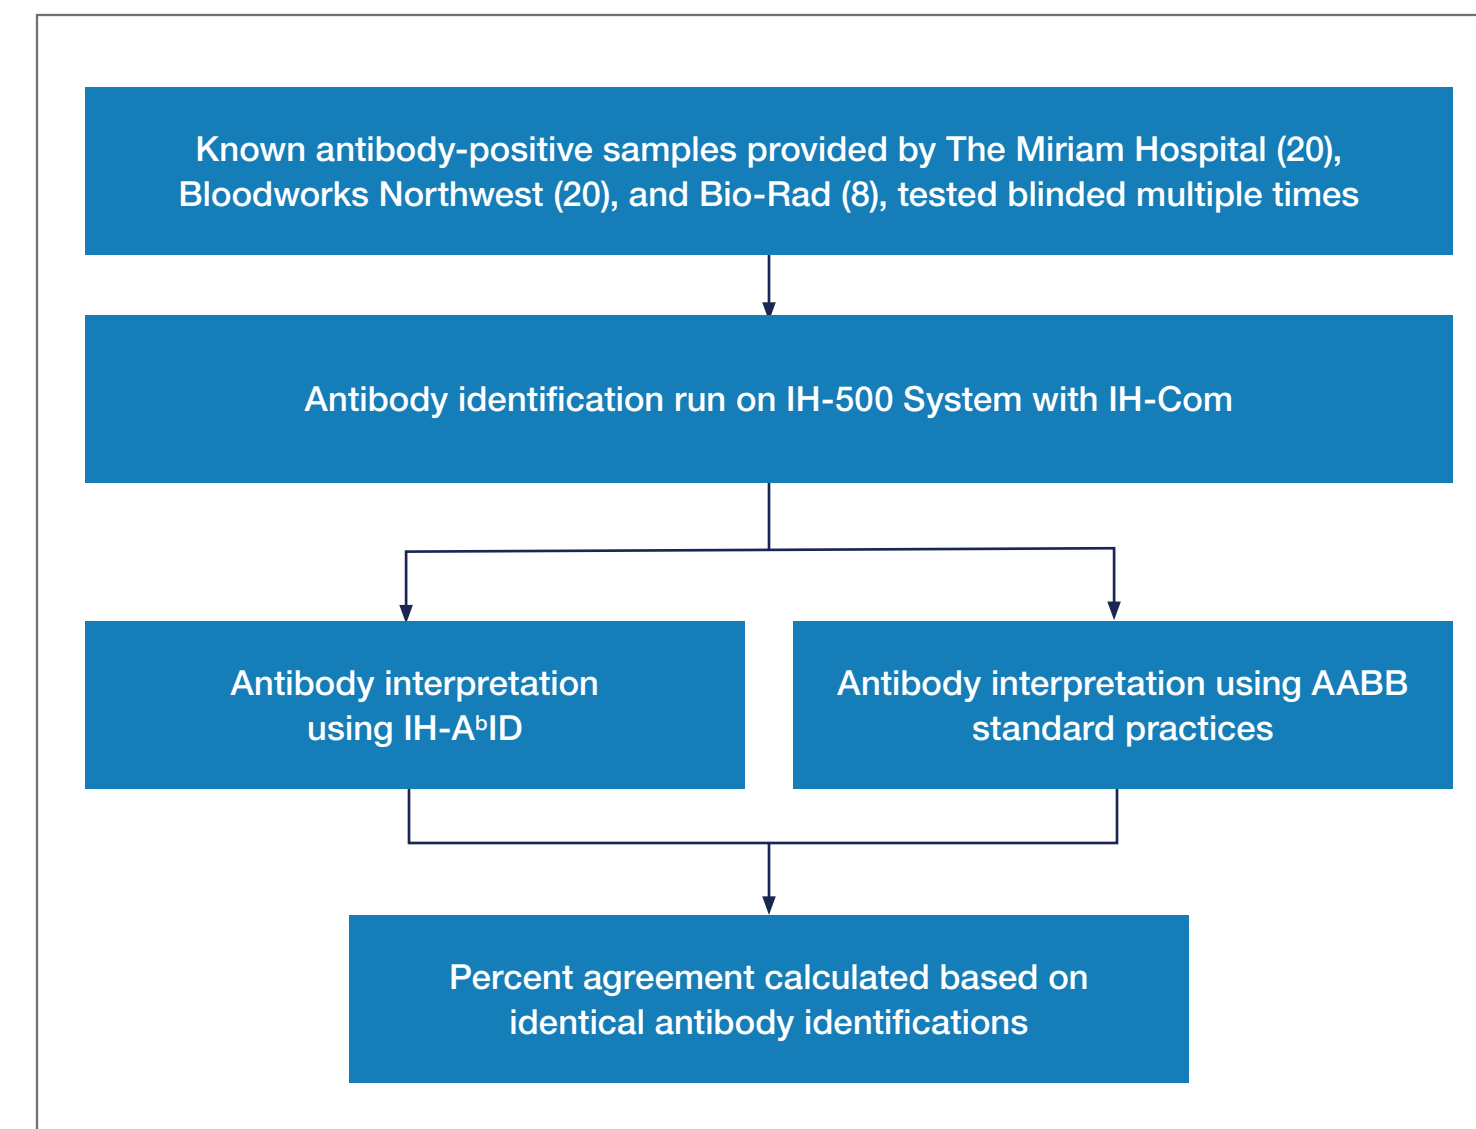 Known antibody-positive samples provided by The Miriam Hospital (20),
Bloodworks Northwest (20), and Bio-Rad (8), tested blinded multiple times
Antibody identification run on IH-500 System with IH-Com
Antibody interpretation
using IH-AᵇID
Antibody interpretation using AABB
standard practices
Percent agreement calculated based on
identical antibody identifications